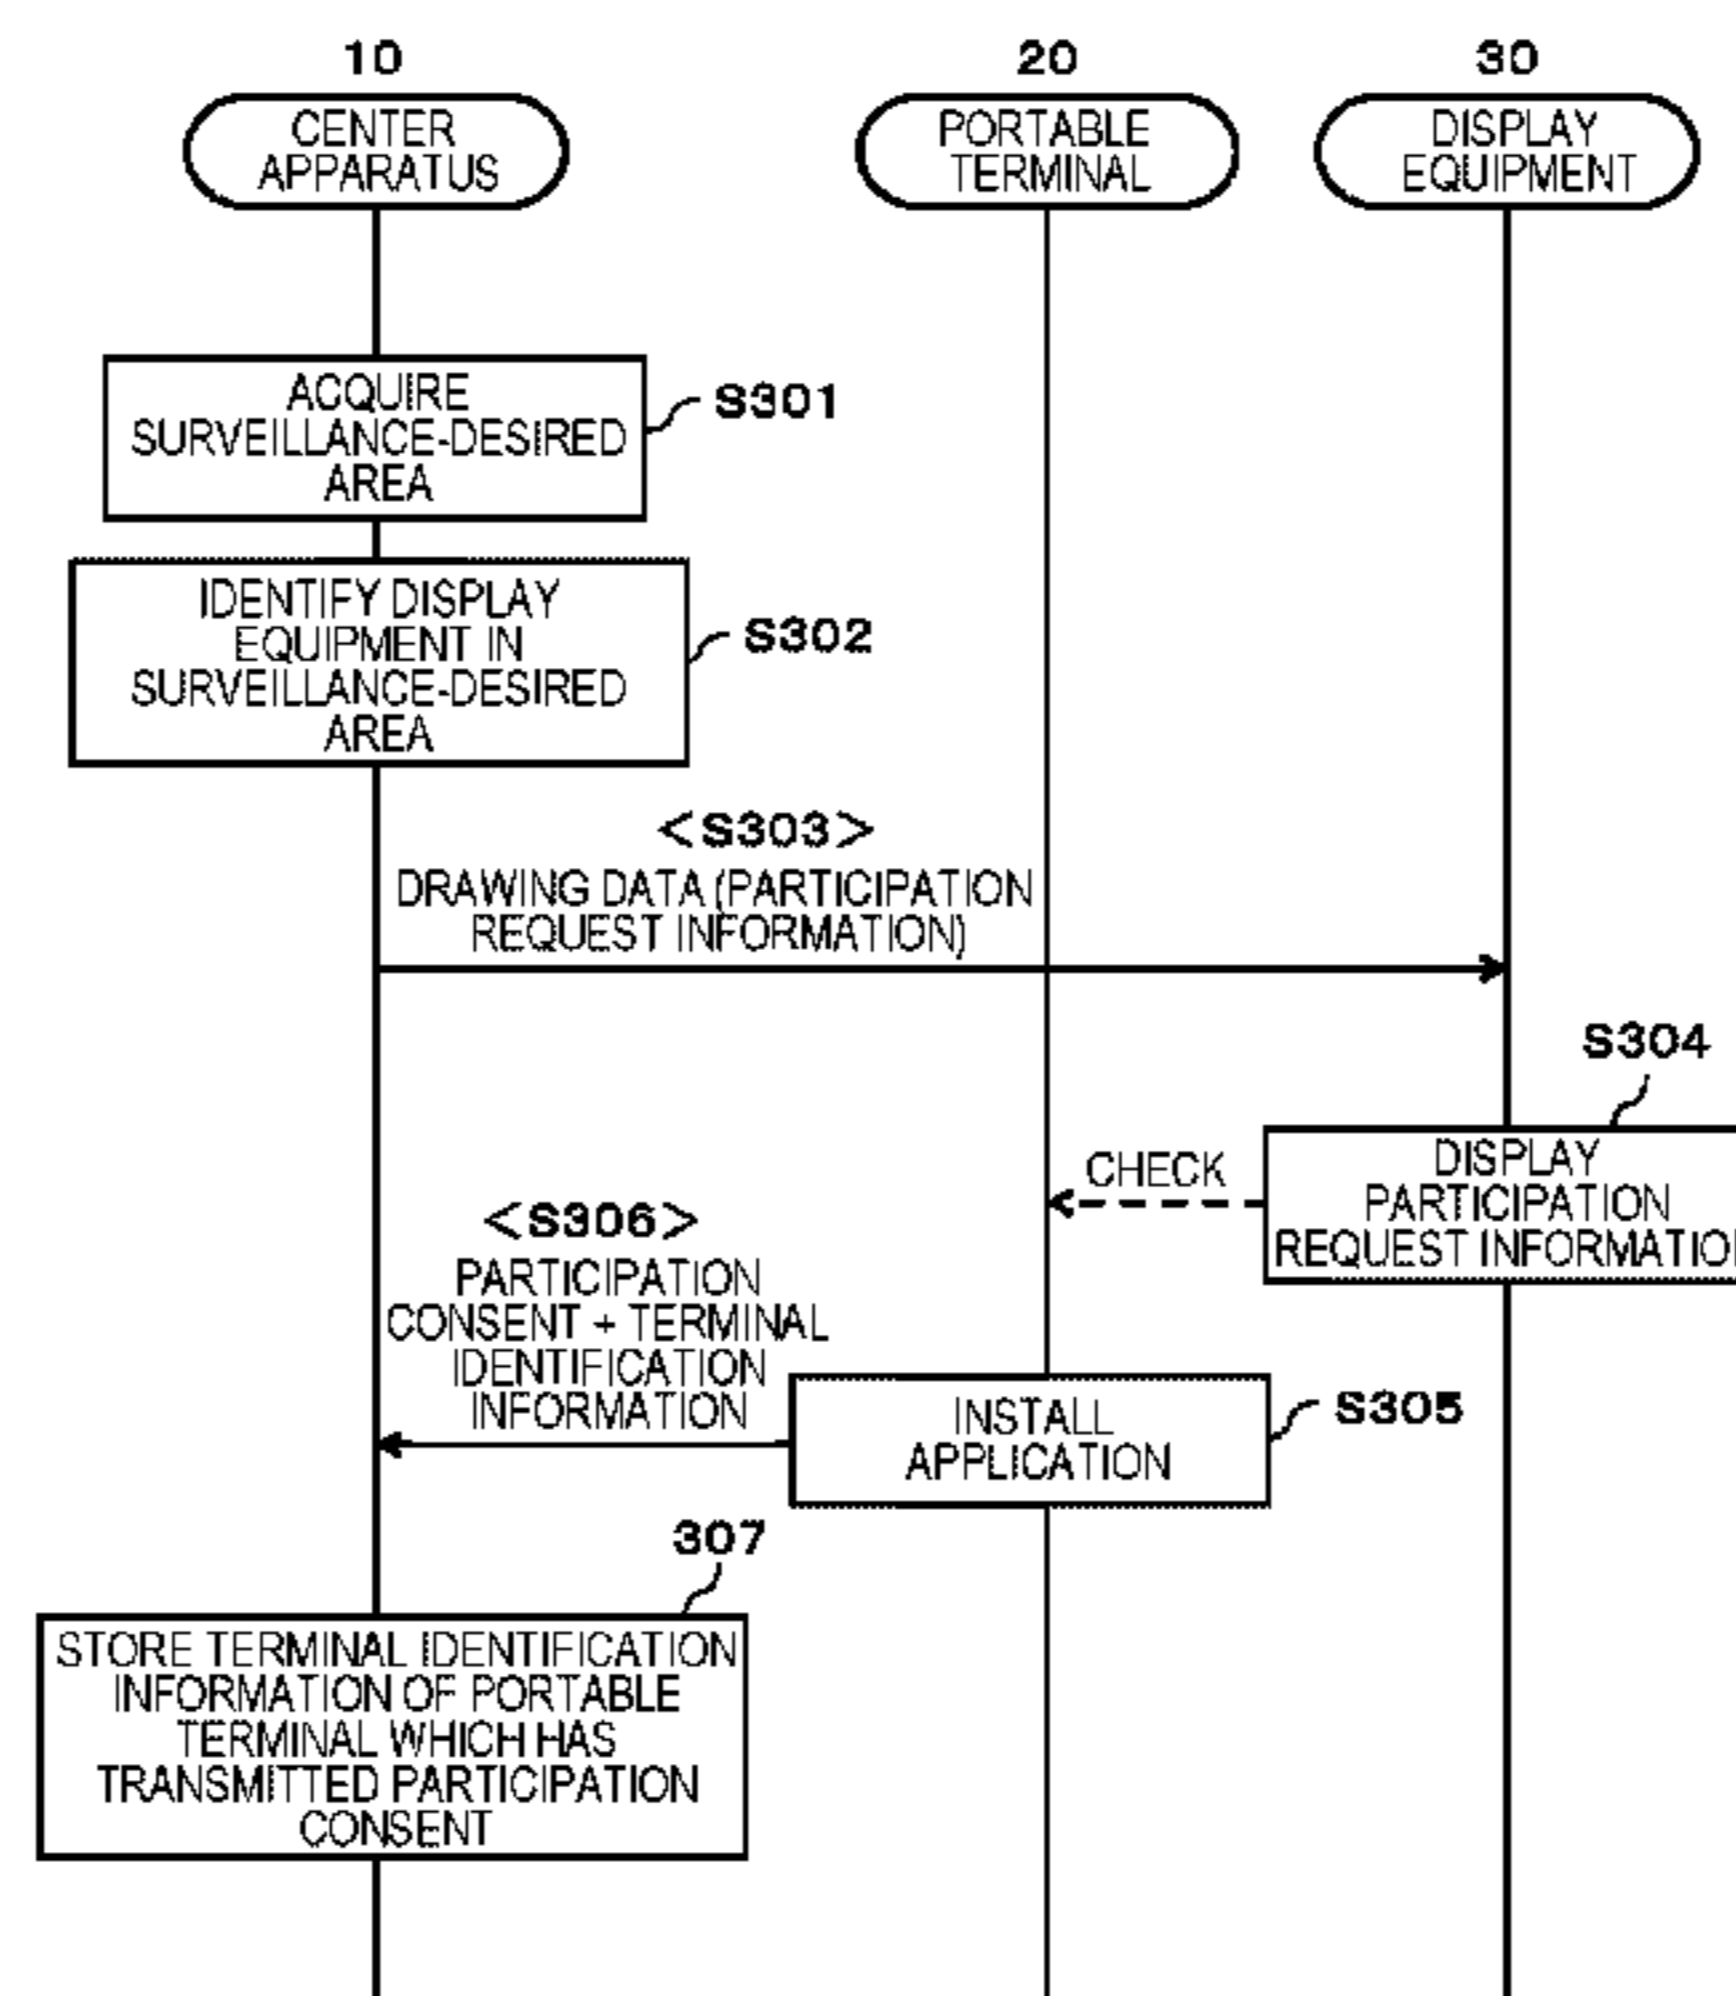 10
CENTER
APPARATUS
20
PORTABLE
TERMINAL
30
DISPLAY
EQUIPMENT
ACQUIRE
SURVEILLANCE-DESIRED
AREA
S301
IDENTIFY DISPLAY
EQUIPMENT IN
SURVEILLANCE-DESIRED
AREA
S302
<S303>
DRAWING DATA (PARTICIPATION
REQUEST INFORMATION)
S304
DISPLAY
PARTICIPATION
REQUEST INFORMATIO
CHECK
<S306>
PARTICIPATION
CONSENT + TERMINAL
IDENTIFICATION
INFORMATION
INSTALL
APPLICATION
S305
307
STORE TERMINAL IDENTIFICATION
INFORMATION OF PORTABLE
TERMINAL WHICH HAS
TRANSMITTED PARTICIPATION
CONSENT